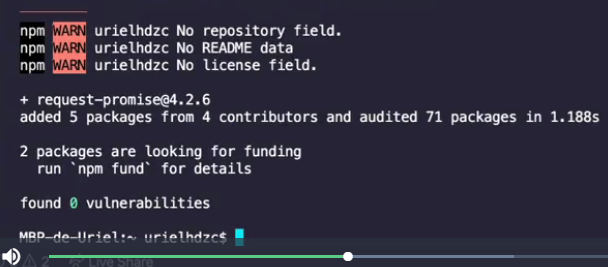 npm WARN urielhdzc No repository field.
npm WARN urielhdzc No README data
npm WARN urielhdzc No license field.
+ request-promise@4.2.6
added 5 packages from 4 contributors and audited 71 packages in 1.188s
2 packages are looking for funding
run `npm fund` for details
found 0 vulnerabilities
MBP-de-Uriel:~ urielhdzc$
2 Live Share